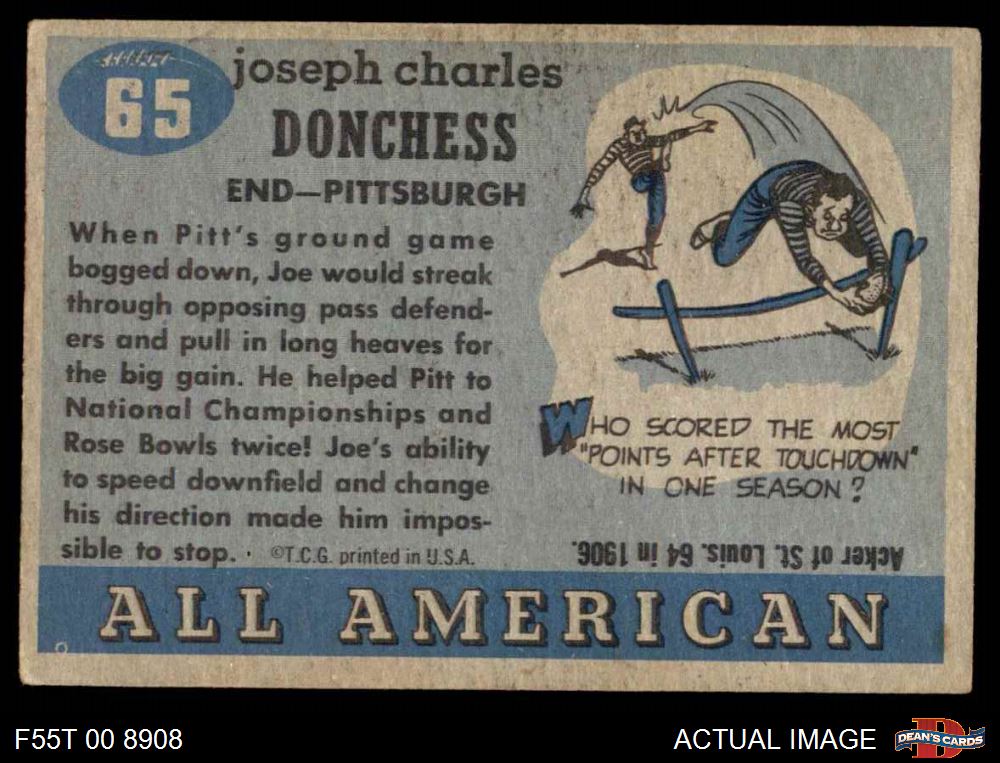 65
joseph charles
DONCHESS
END—PITTSBURGH
When Pitt's ground game
bogged down, Joe would streak
through opposing pass defend-
ers and pull in long heaves for
the big gain. He helped Pitt to
National Championships and
Rose Bowls twice! Joe's ability
to speed downfield and change
his direction made him impos-
sible to stop. · ©T.C.G. printed in U.S.A.
WHO SCORED THE MOST
"POINTS AFTER TOUCHDOWN"
IN ONE SEASON?
Acker of St. Louis. 64 in 1906.
ALL AMERICAN
F55T 00 8908
ACTUAL IMAGE
D
DEAN'S CARDS